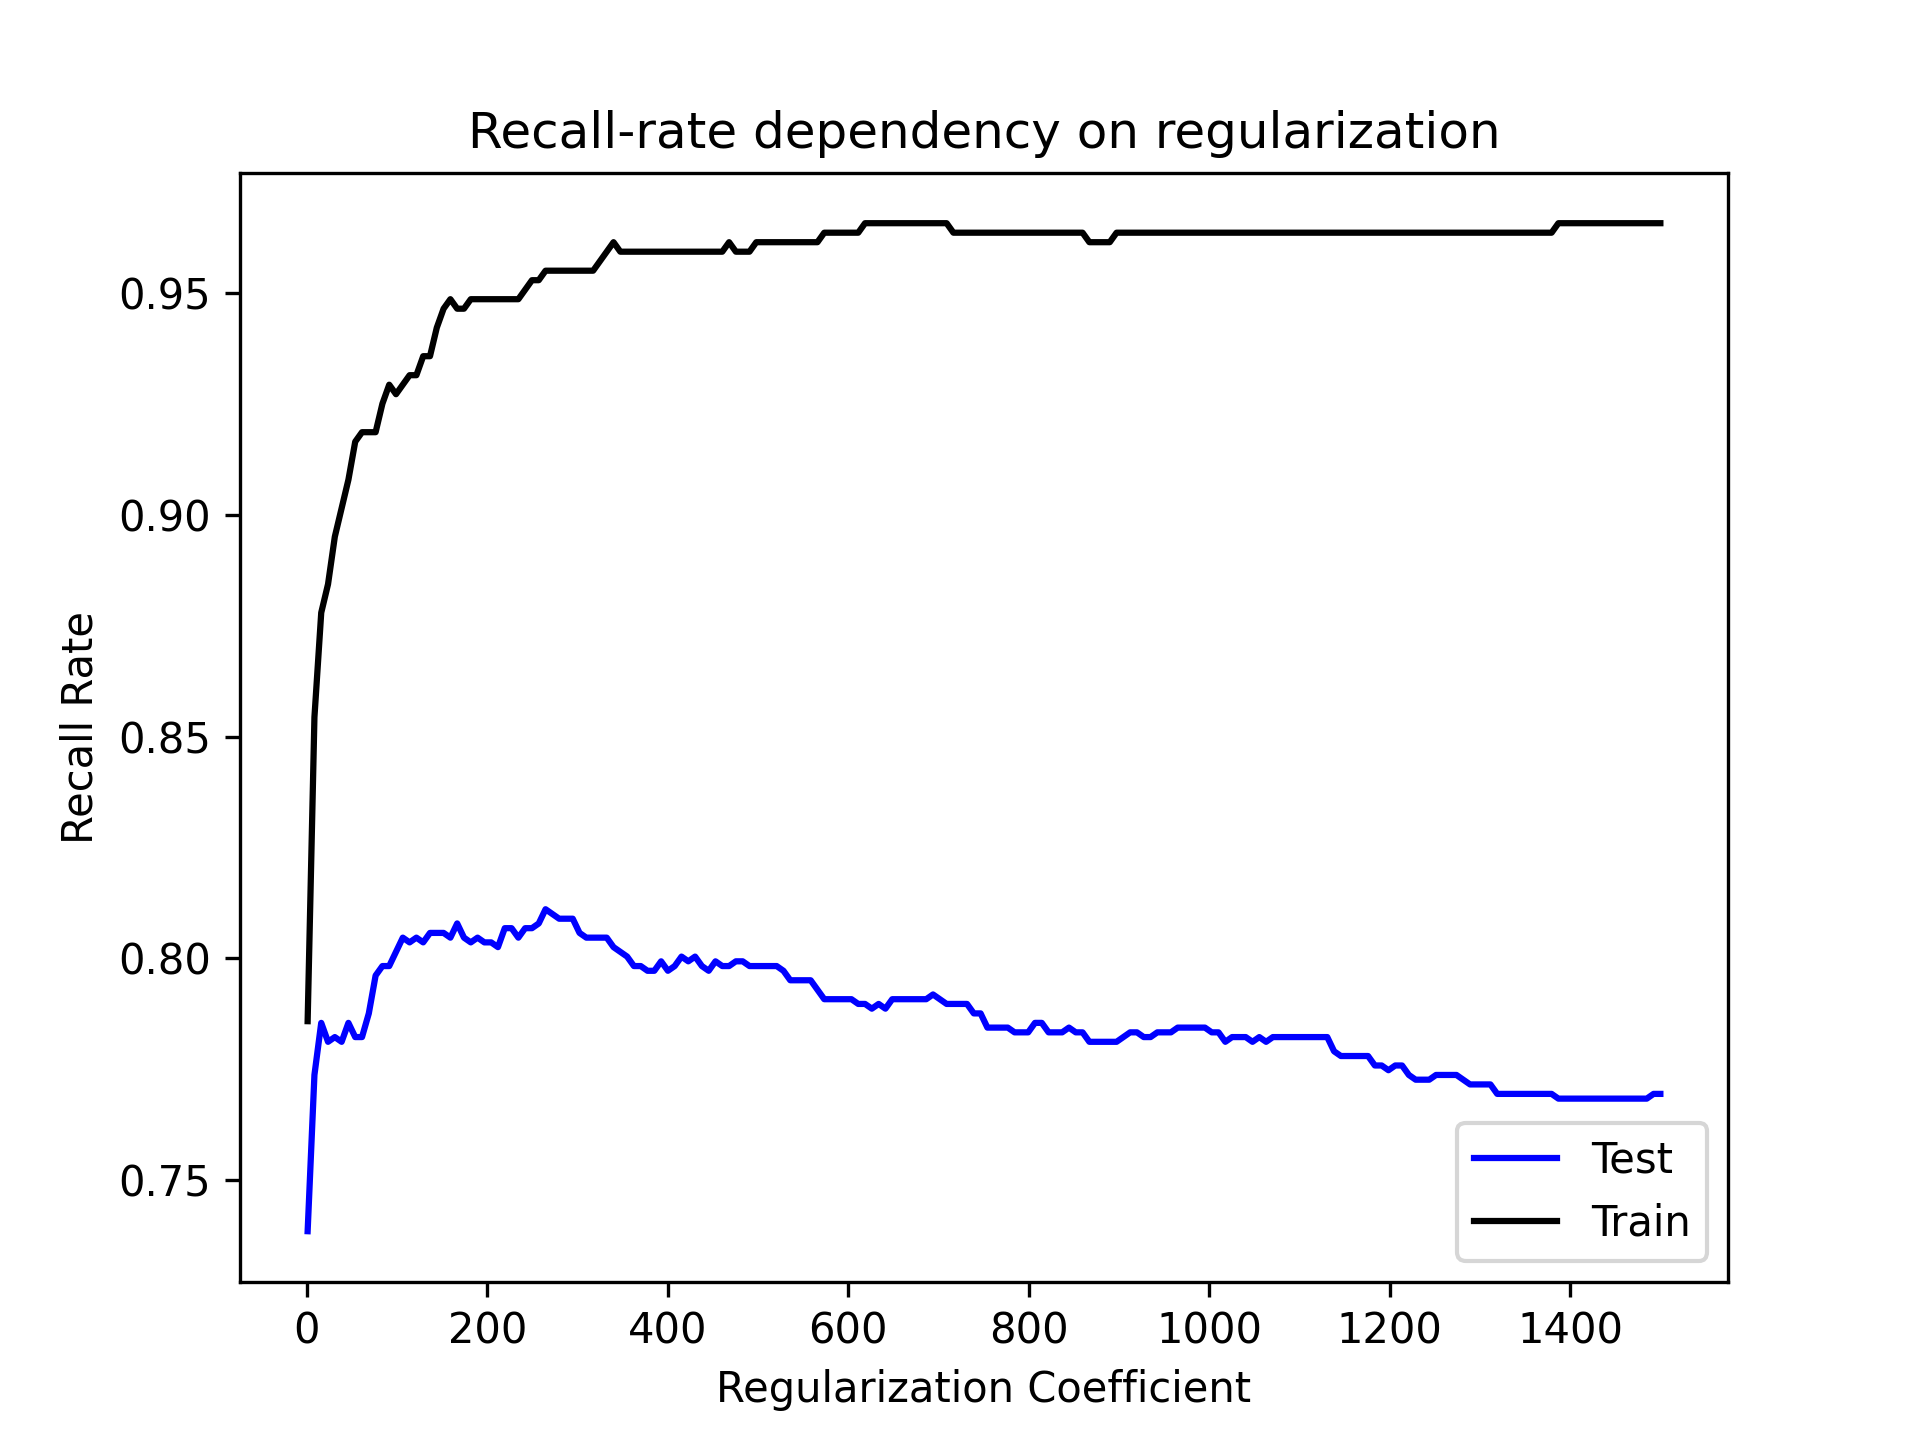 Recall-rate dependency on regularization
Recall Rate
0.95
0.90
0.85
0.80
0.75
0 200 400 600 800 1000 1200 1400
Regularization Coefficient
Test
Train